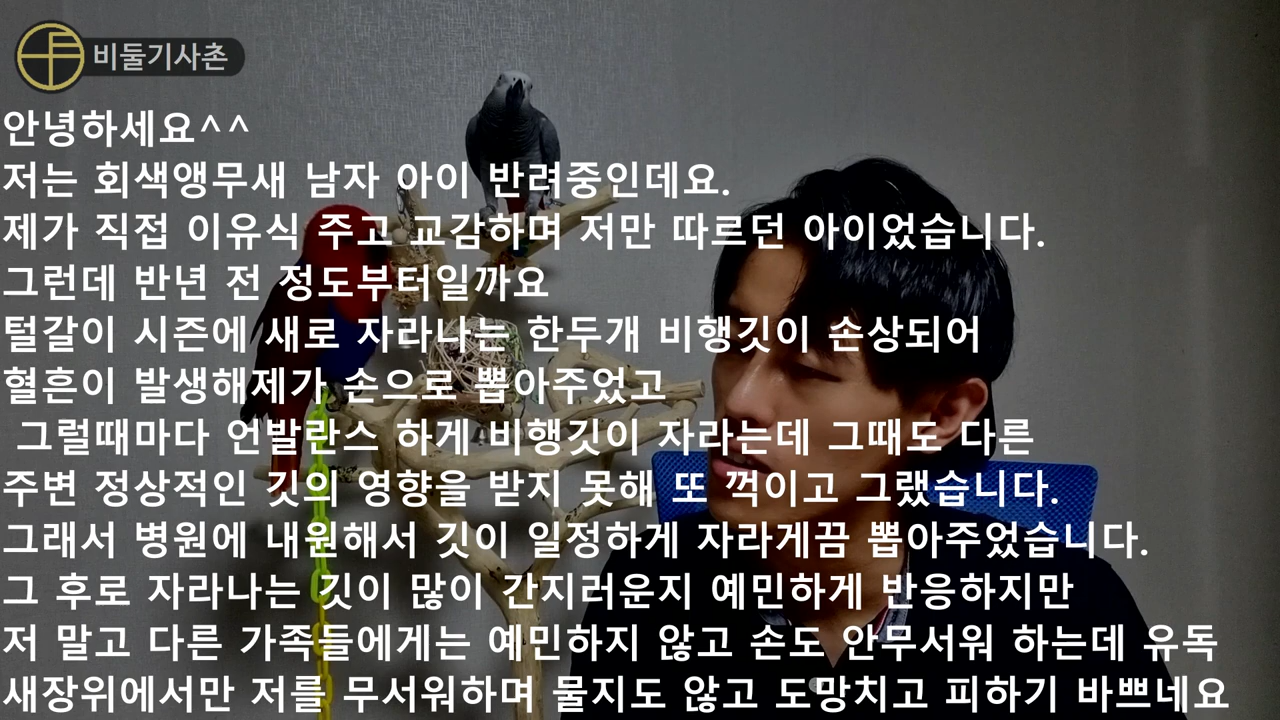 비둘기사촌
안녕하세요^^
저는 회색앵무새 남자 아이 반려중인데요.
제가 직접 이유식 주고 교감하며 저만 따르던 아이었습니다.
그런데 반년 전 정도부터일까요
털갈이 시즌에 새로 자라나는 한두개 비행깃이 손상되어
혈흔이 발생해제가 손으로 뽑아주었고
그럴때마다 언발란스 하게 비행깃이 자라는데 그때도 다른
주변 정상적인 깃의 영향을 받지 못해 또 꺽이고 그랬습니다.
그래서 병원에 내원해서 깃이 일정하게 자라게끔 뽑아주었습니다.
그 후로 자라나는 깃이 많이 간지러운지 예민하게 반응하지만
저 말고 다른 가족들에게는 예민하지 않고 손도 안무서워 하는데 유독
새장위에서만 저를 무서워하며 물지도 않고 도망치고 피하기 바쁘네요